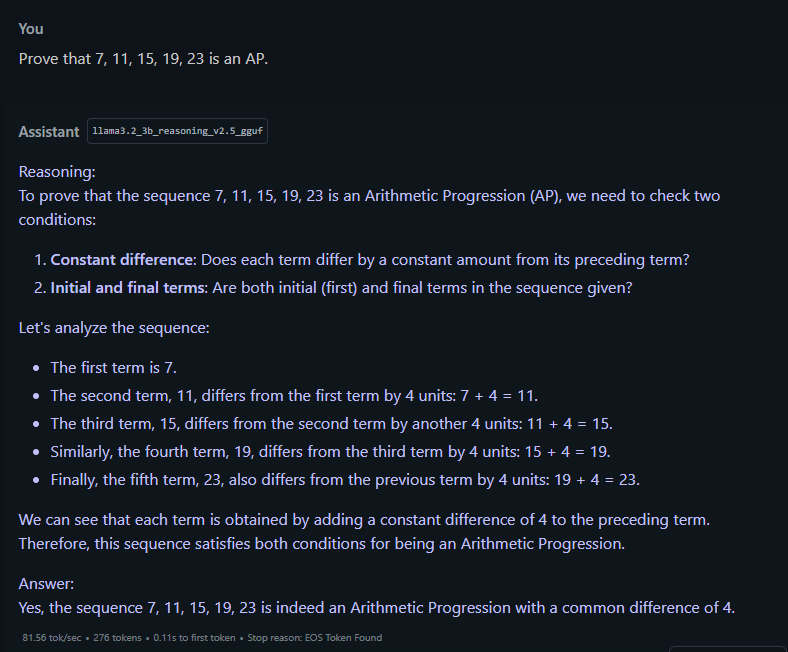 You
Prove that 7, 11, 15, 19, 23 is an AP.
Assistant llama3.2_3b_reasoning_v2.5_gguf
Reasoning:
To prove that the sequence 7, 11, 15, 19, 23 is an Arithmetic Progression (AP), we need to check two
conditions:
1. Constant difference: Does each term differ by a constant amount from its preceding term?
2. Initial and final terms: Are both initial (first) and final terms in the sequence given?
Let's analyze the sequence:
• The first term is 7.
• The second term, 11, differs from the first term by 4 units: 7 + 4 = 11.
• The third term, 15, differs from the second term by another 4 units: 11 + 4 = 15.
• Similarly, the fourth term, 19, differs from the third term by 4 units: 15 + 4 = 19.
• Finally, the fifth term, 23, also differs from the previous term by 4 units: 19 + 4 = 23.
We can see that each term is obtained by adding a constant difference of 4 to the preceding term.
Therefore, this sequence satisfies both conditions for being an Arithmetic Progression.
Answer:
Yes, the sequence 7, 11, 15, 19, 23 is indeed an Arithmetic Progression with a common difference of 4.
81.56 tok/sec • 276 tokens • 0.11s to first token • Stop reason: EOS Token Found